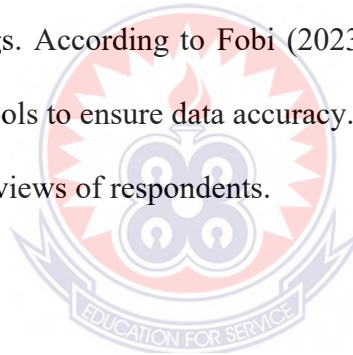 gs. According to Fobi (2023
ols to ensure data accuracy.
views of respondents.
EDUCATION FOR SERVICE